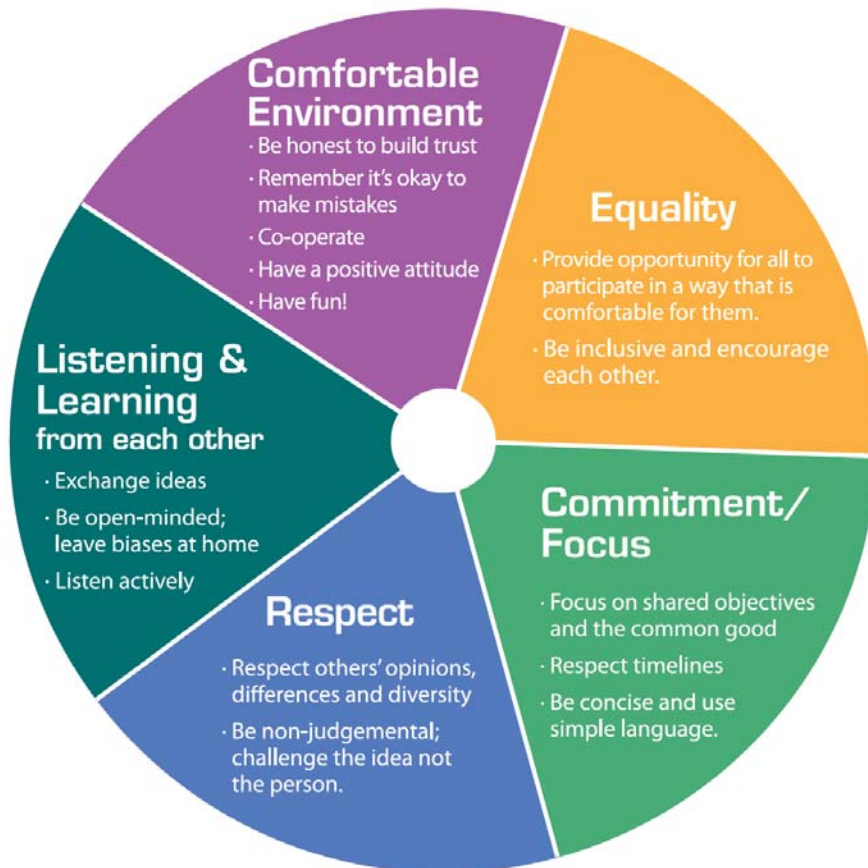 Comfortable
Environment
· Be honest to build trust
· Remember it's okay to
make mistakes
· Co-operate
· Have a positive attitude
· Have fun!
Equality
· Provide opportunity for all to
participate in a way that is
comfortable for them.
· Be inclusive and encourage
each other.
Commitment/
Focus
· Focus on shared objectives
and the common good
· Respect timelines
· Be concise and use
simple language.
Respect
· Respect others' opinions,
differences and diversity
· Be non-judgemental;
challenge the idea not
the person.
Listening &
Learning
from each other
· Exchange ideas
· Be open-minded;
leave biases at home
· Listen actively